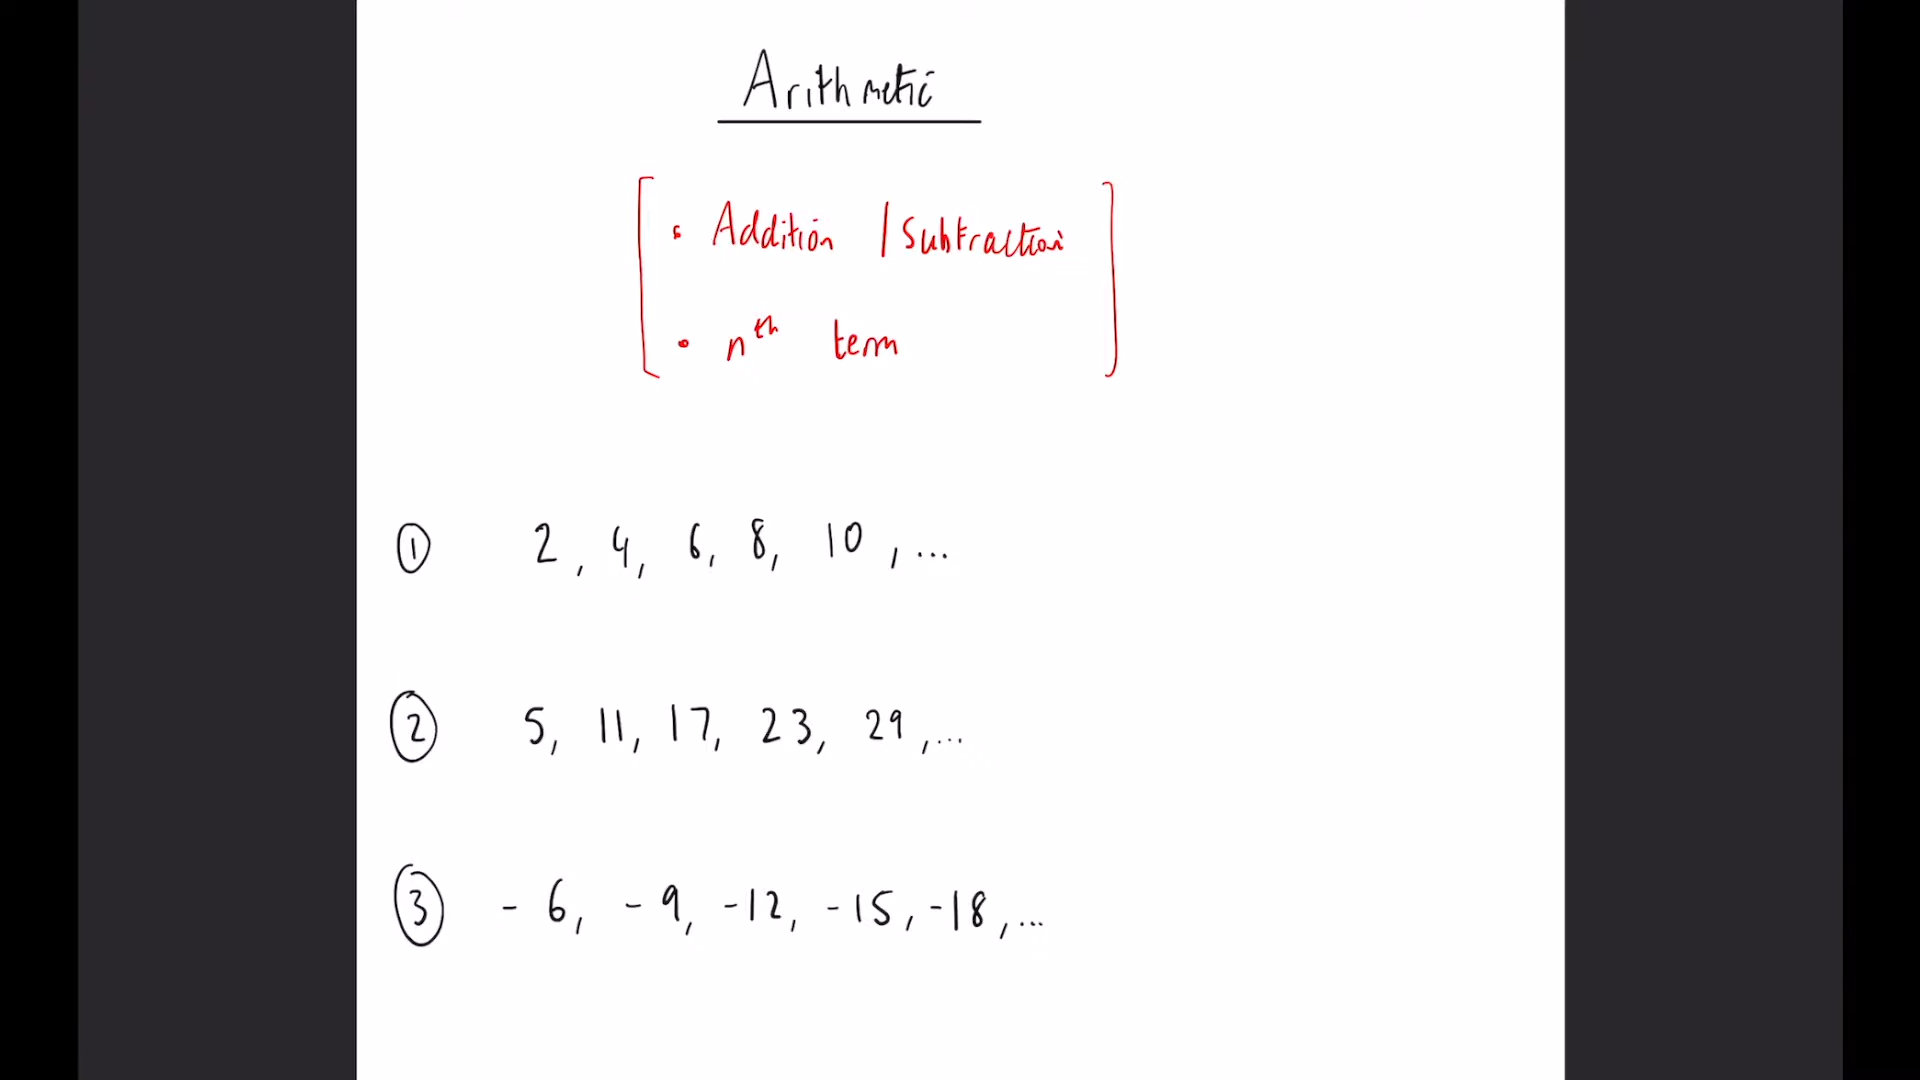 Arithmetic
• Addition / Subtraction
• nᵗʰ term
① 2, 4, 6, 8, 10, ...
② 5, 11, 17, 23, 29, ...
③ -6, -9, -12, -15, -18, ...